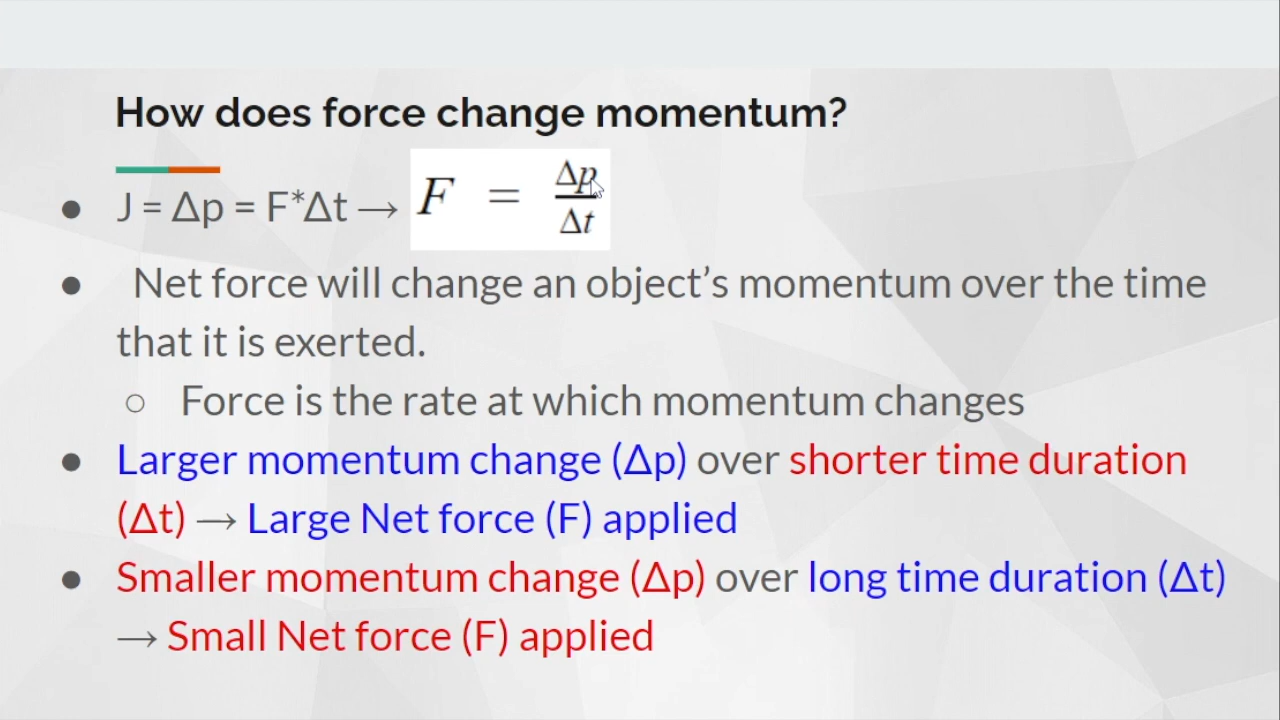 How does force change momentum?
● J = Δp = F*Δt → F = Δp/Δt
● Net force will change an object’s momentum over the time
that it is exerted.
○ Force is the rate at which momentum changes
● Larger momentum change (Δp) over shorter time duration
(Δt) → Large Net force (F) applied
● Smaller momentum change (Δp) over long time duration (Δt)
→ Small Net force (F) applied